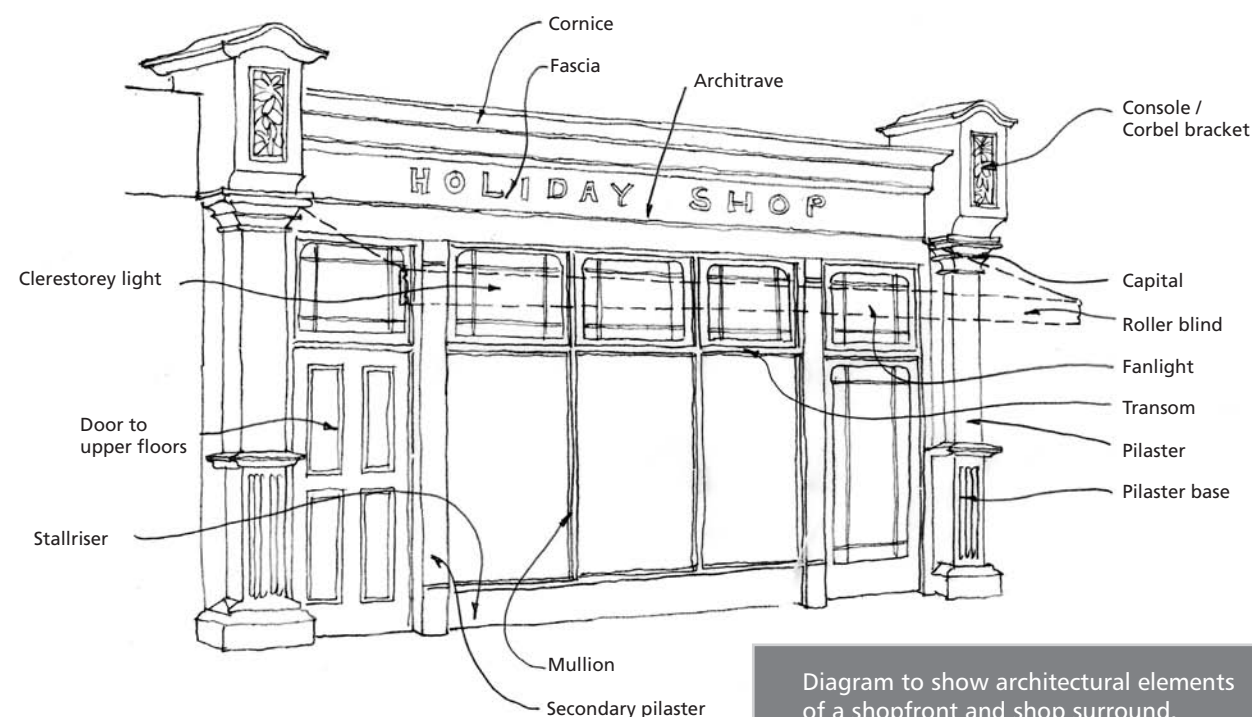 Cornice
Fascia
Architrave
Console /
Corbel bracket
HOLIDAY SHOP
Clerestorey light
Capital
Roller blind
Fanlight
Transom
Door to
upper floors
Pilaster
Pilaster base
Stallriser
Mullion
Secondary pilaster
Diagram to show architectural elements
of a shopfront and shop surround.